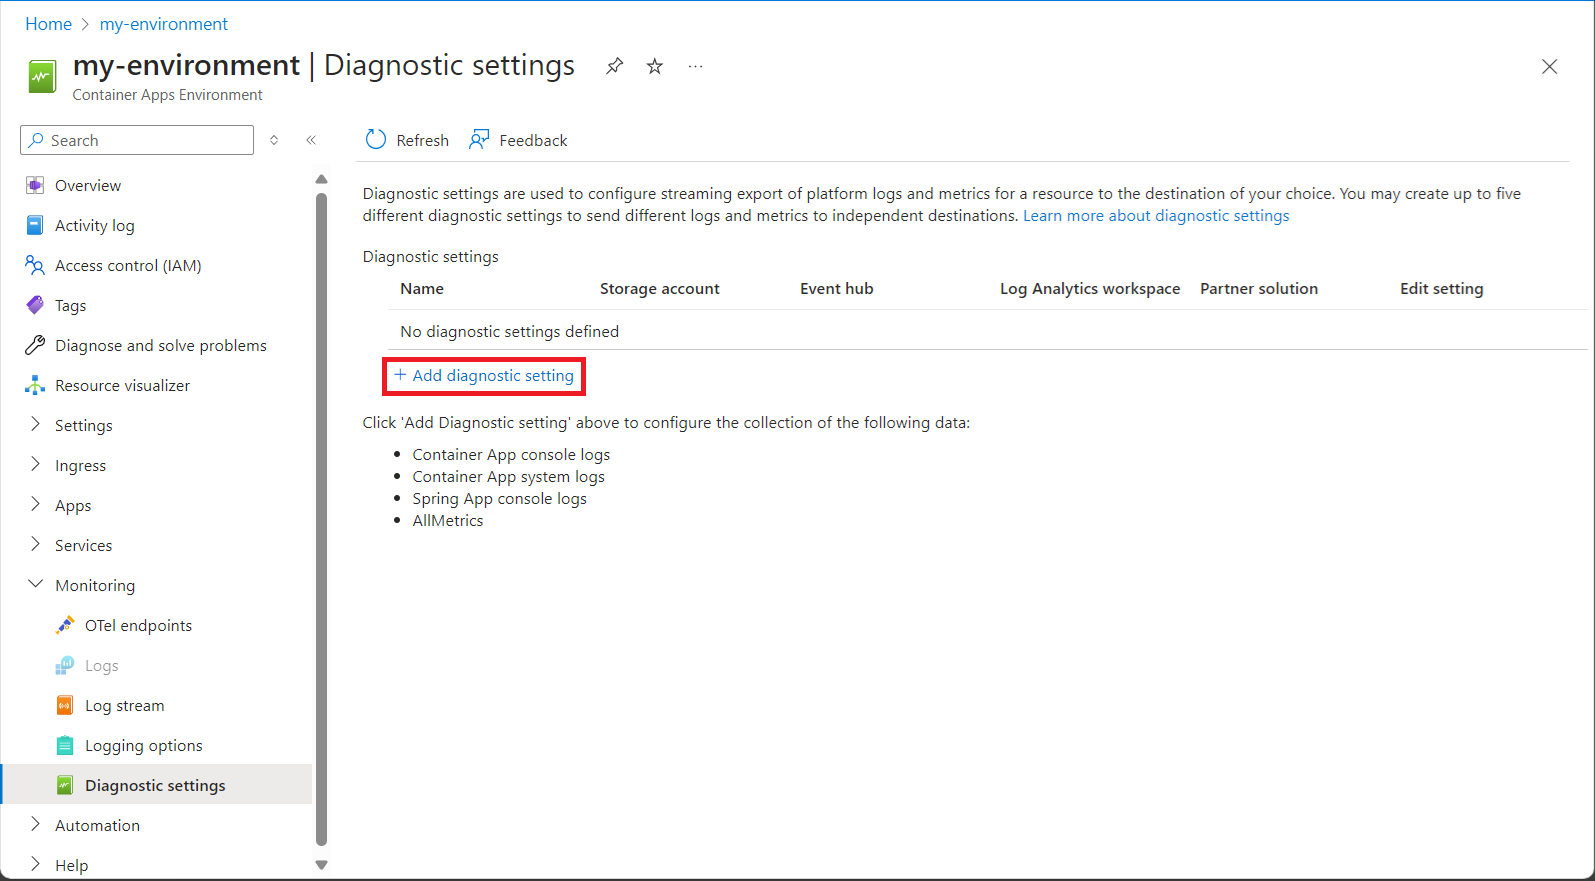 Home > my-environment
my-environment | Diagnostic settings
Container Apps Environment
Search
Overview
Activity log
Access control (IAM)
Tags
Diagnose and solve problems
Resource visualizer
Settings
Ingress
Apps
Services
Monitoring
OTel endpoints
Logs
Log stream
Logging options
Diagnostic settings
Automation
Help
Refresh Feedback
Diagnostic settings are used to configure streaming export of platform logs and metrics for a resource to the destination of your choice. You may create up to five
different diagnostic settings to send different logs and metrics to independent destinations. Learn more about diagnostic settings
Diagnostic settings
Name Storage account Event hub Log Analytics workspace Partner solution Edit setting
No diagnostic settings defined
+ Add diagnostic setting
Click 'Add Diagnostic setting' above to configure the collection of the following data:
• Container App console logs
• Container App system logs
• Spring App console logs
• AllMetrics